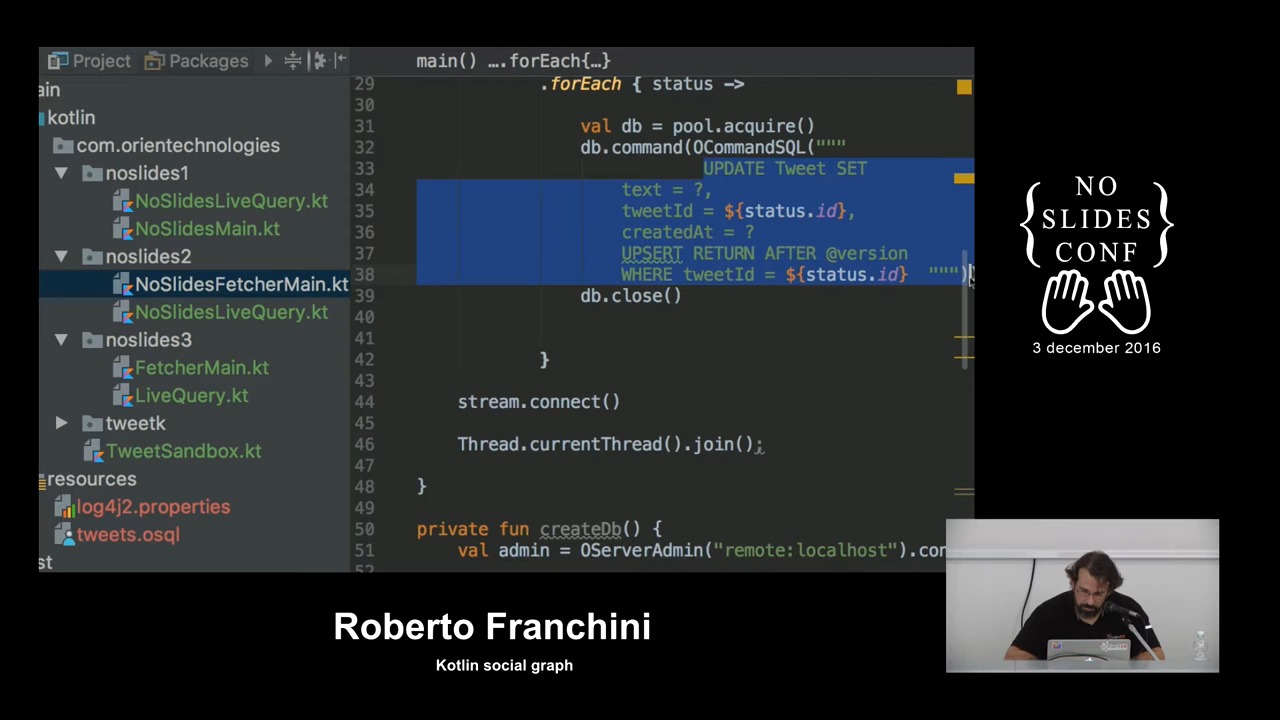 Project Packages main() ….forEach{…}
ain
kotlin
com.orientechnologies
noslides1
NoSlidesLiveQuery.kt
NoSlidesMain.kt
noslides2
NoSlidesFetcherMain.kt
NoSlidesLiveQuery.kt
noslides3
FetcherMain.kt
LiveQuery.kt
tweetk
TweetSandbox.kt
resources
log4j2.properties
tweets.osql
st
29 .forEach { status ->
30
31 val db = pool.acquire()
32 db.command(OCommandSQL("""
33 UPDATE Tweet SET
34 text = ?,
35 tweetId = ${status.id},
36 createdAt = ?
37 UPSERT RETURN AFTER @version
38 WHERE tweetId = ${status.id} """)
39 db.close()
40
41
42 }
43
44 stream.connect()
45
46 Thread.currentThread().join();
47
48 }
49
50 private fun createDb() {
51 val admin = OServerAdmin("remote:localhost").con
52
{ NO }
{ SLIDES }
{ CONF }
3 december 2016
Roberto Franchini
Kotlin social graph